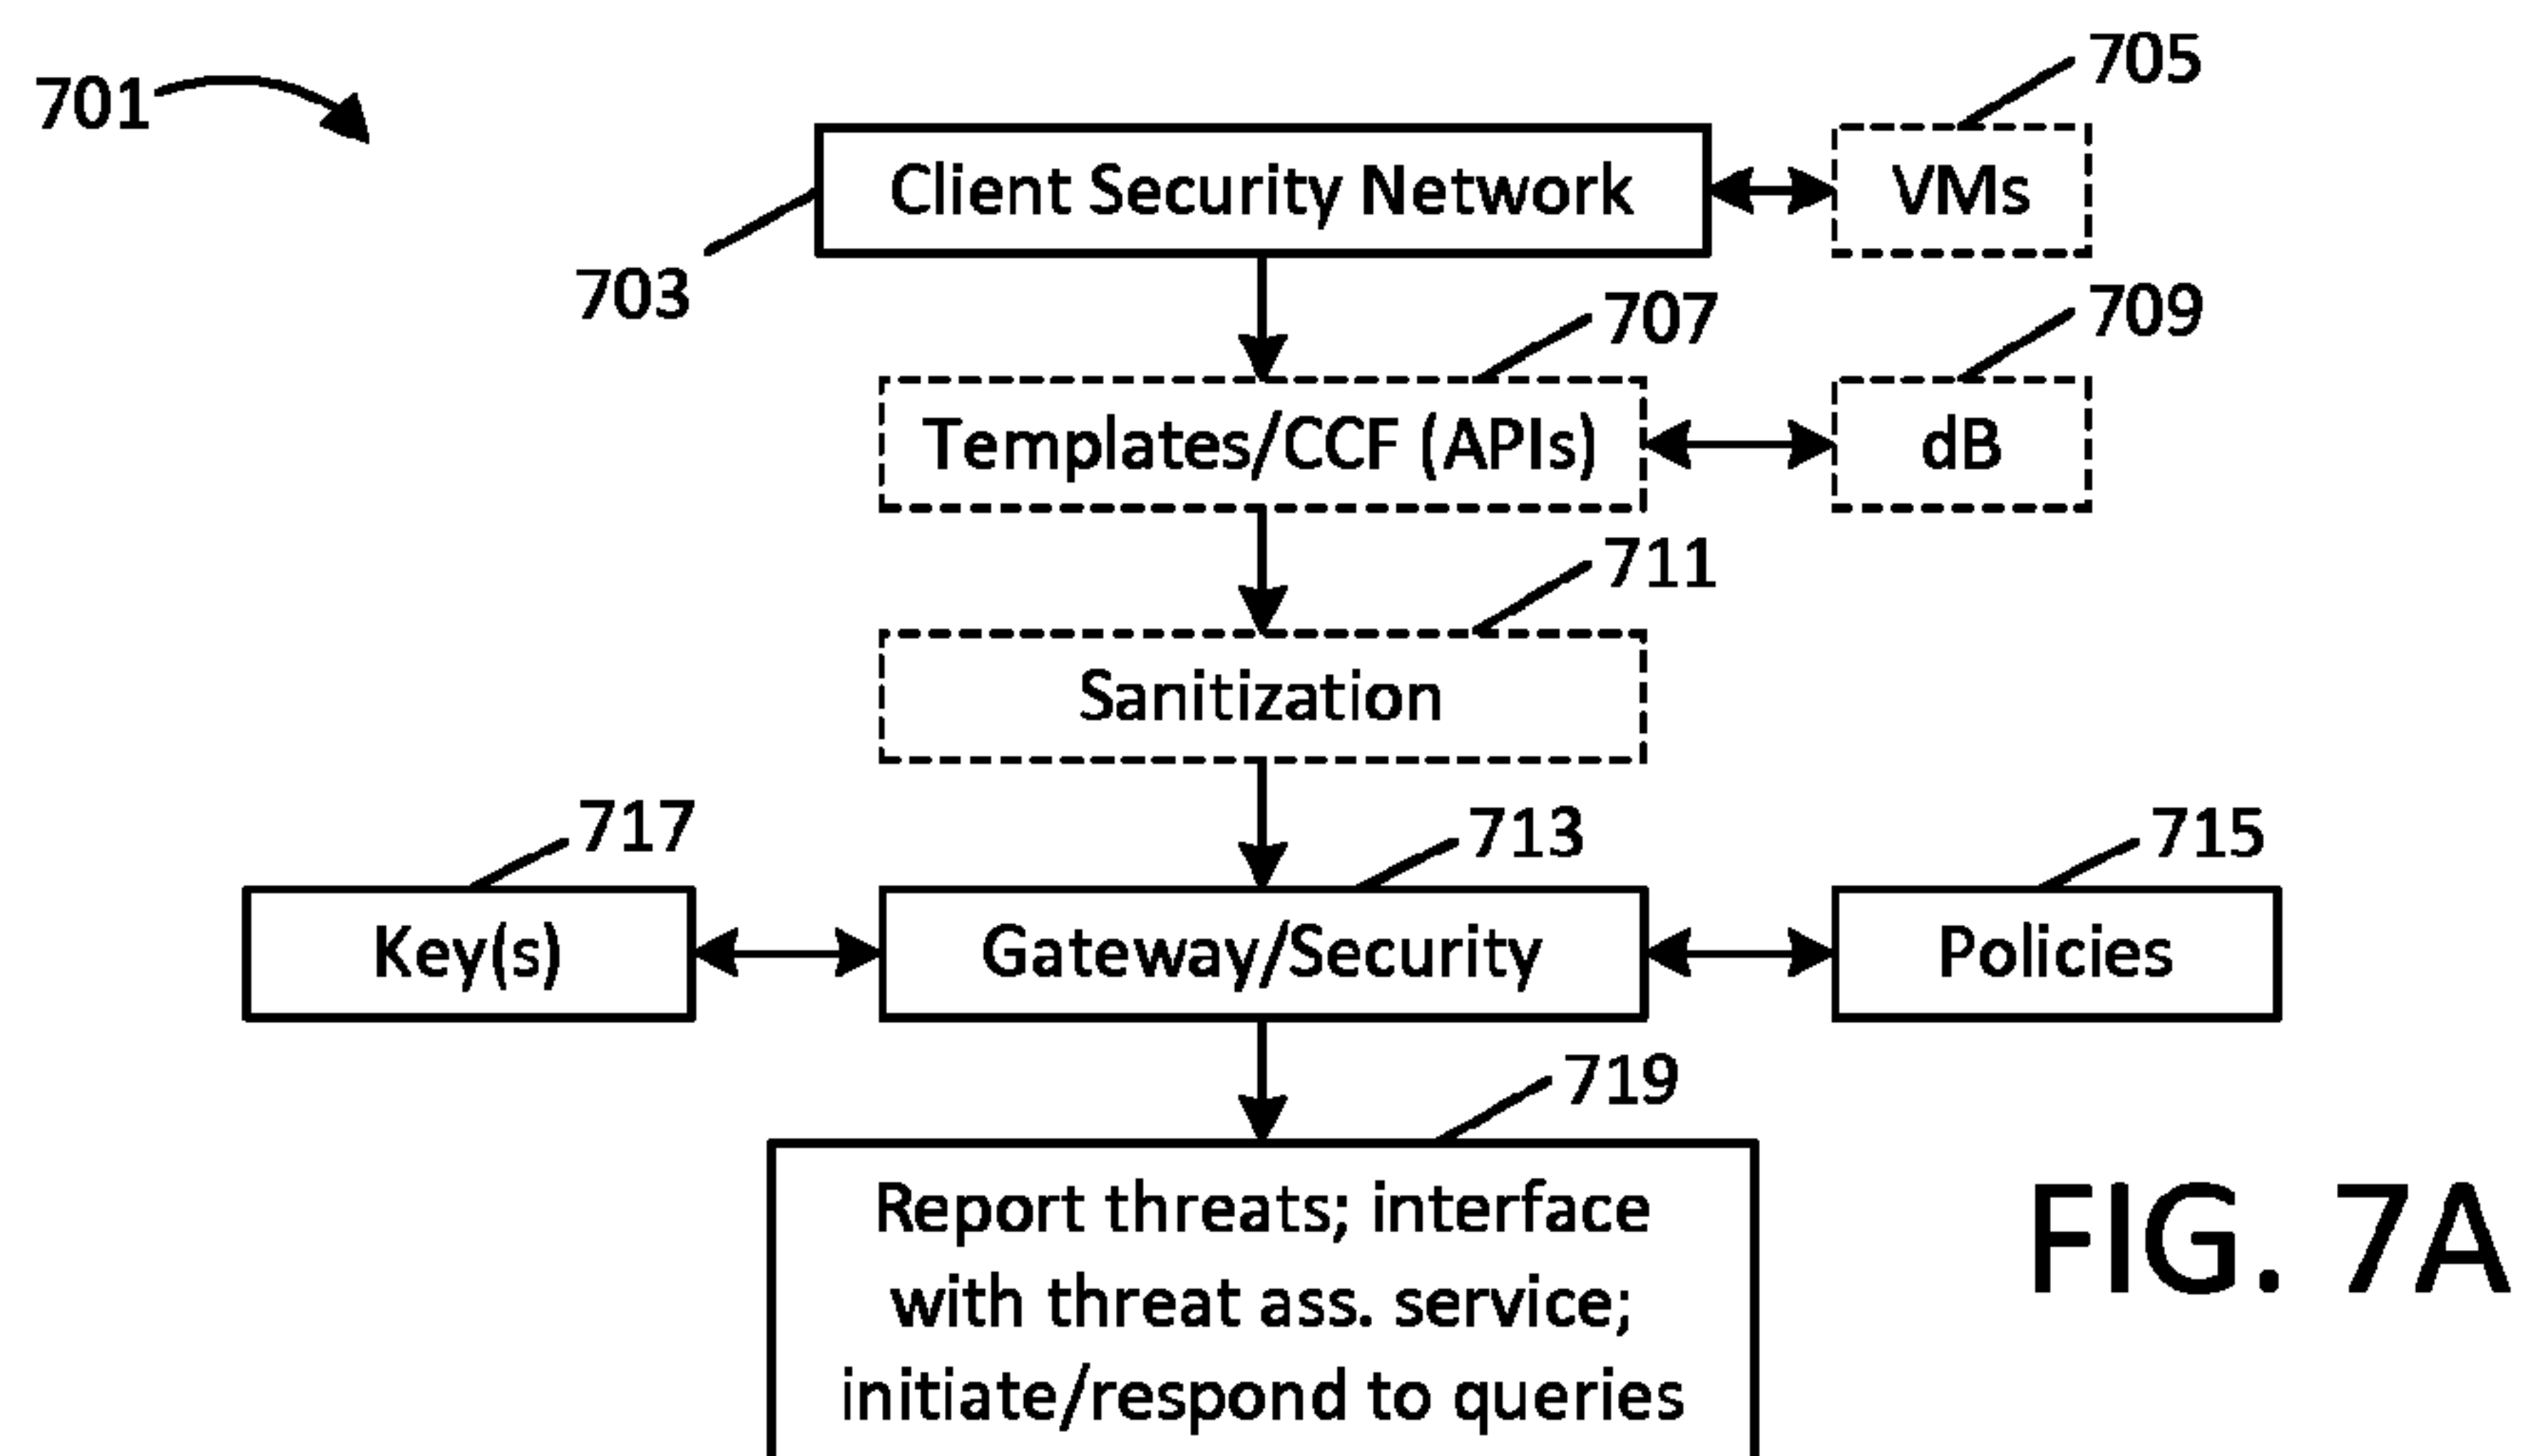 705
701
Client Security Network
VMs
703
707
709
Templates/CCF (APIs)
dB
711
Sanitization
717
713
715
Key(s)
Gateway/Security
Policies
719
Report threats; interface
with threat ass. service;
initiate/respond to queries
FIG. 7A